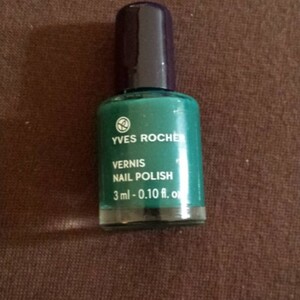 YVES ROCHER
VERNIS
NAIL POLISH
3 ml - 0.10 fl. oz